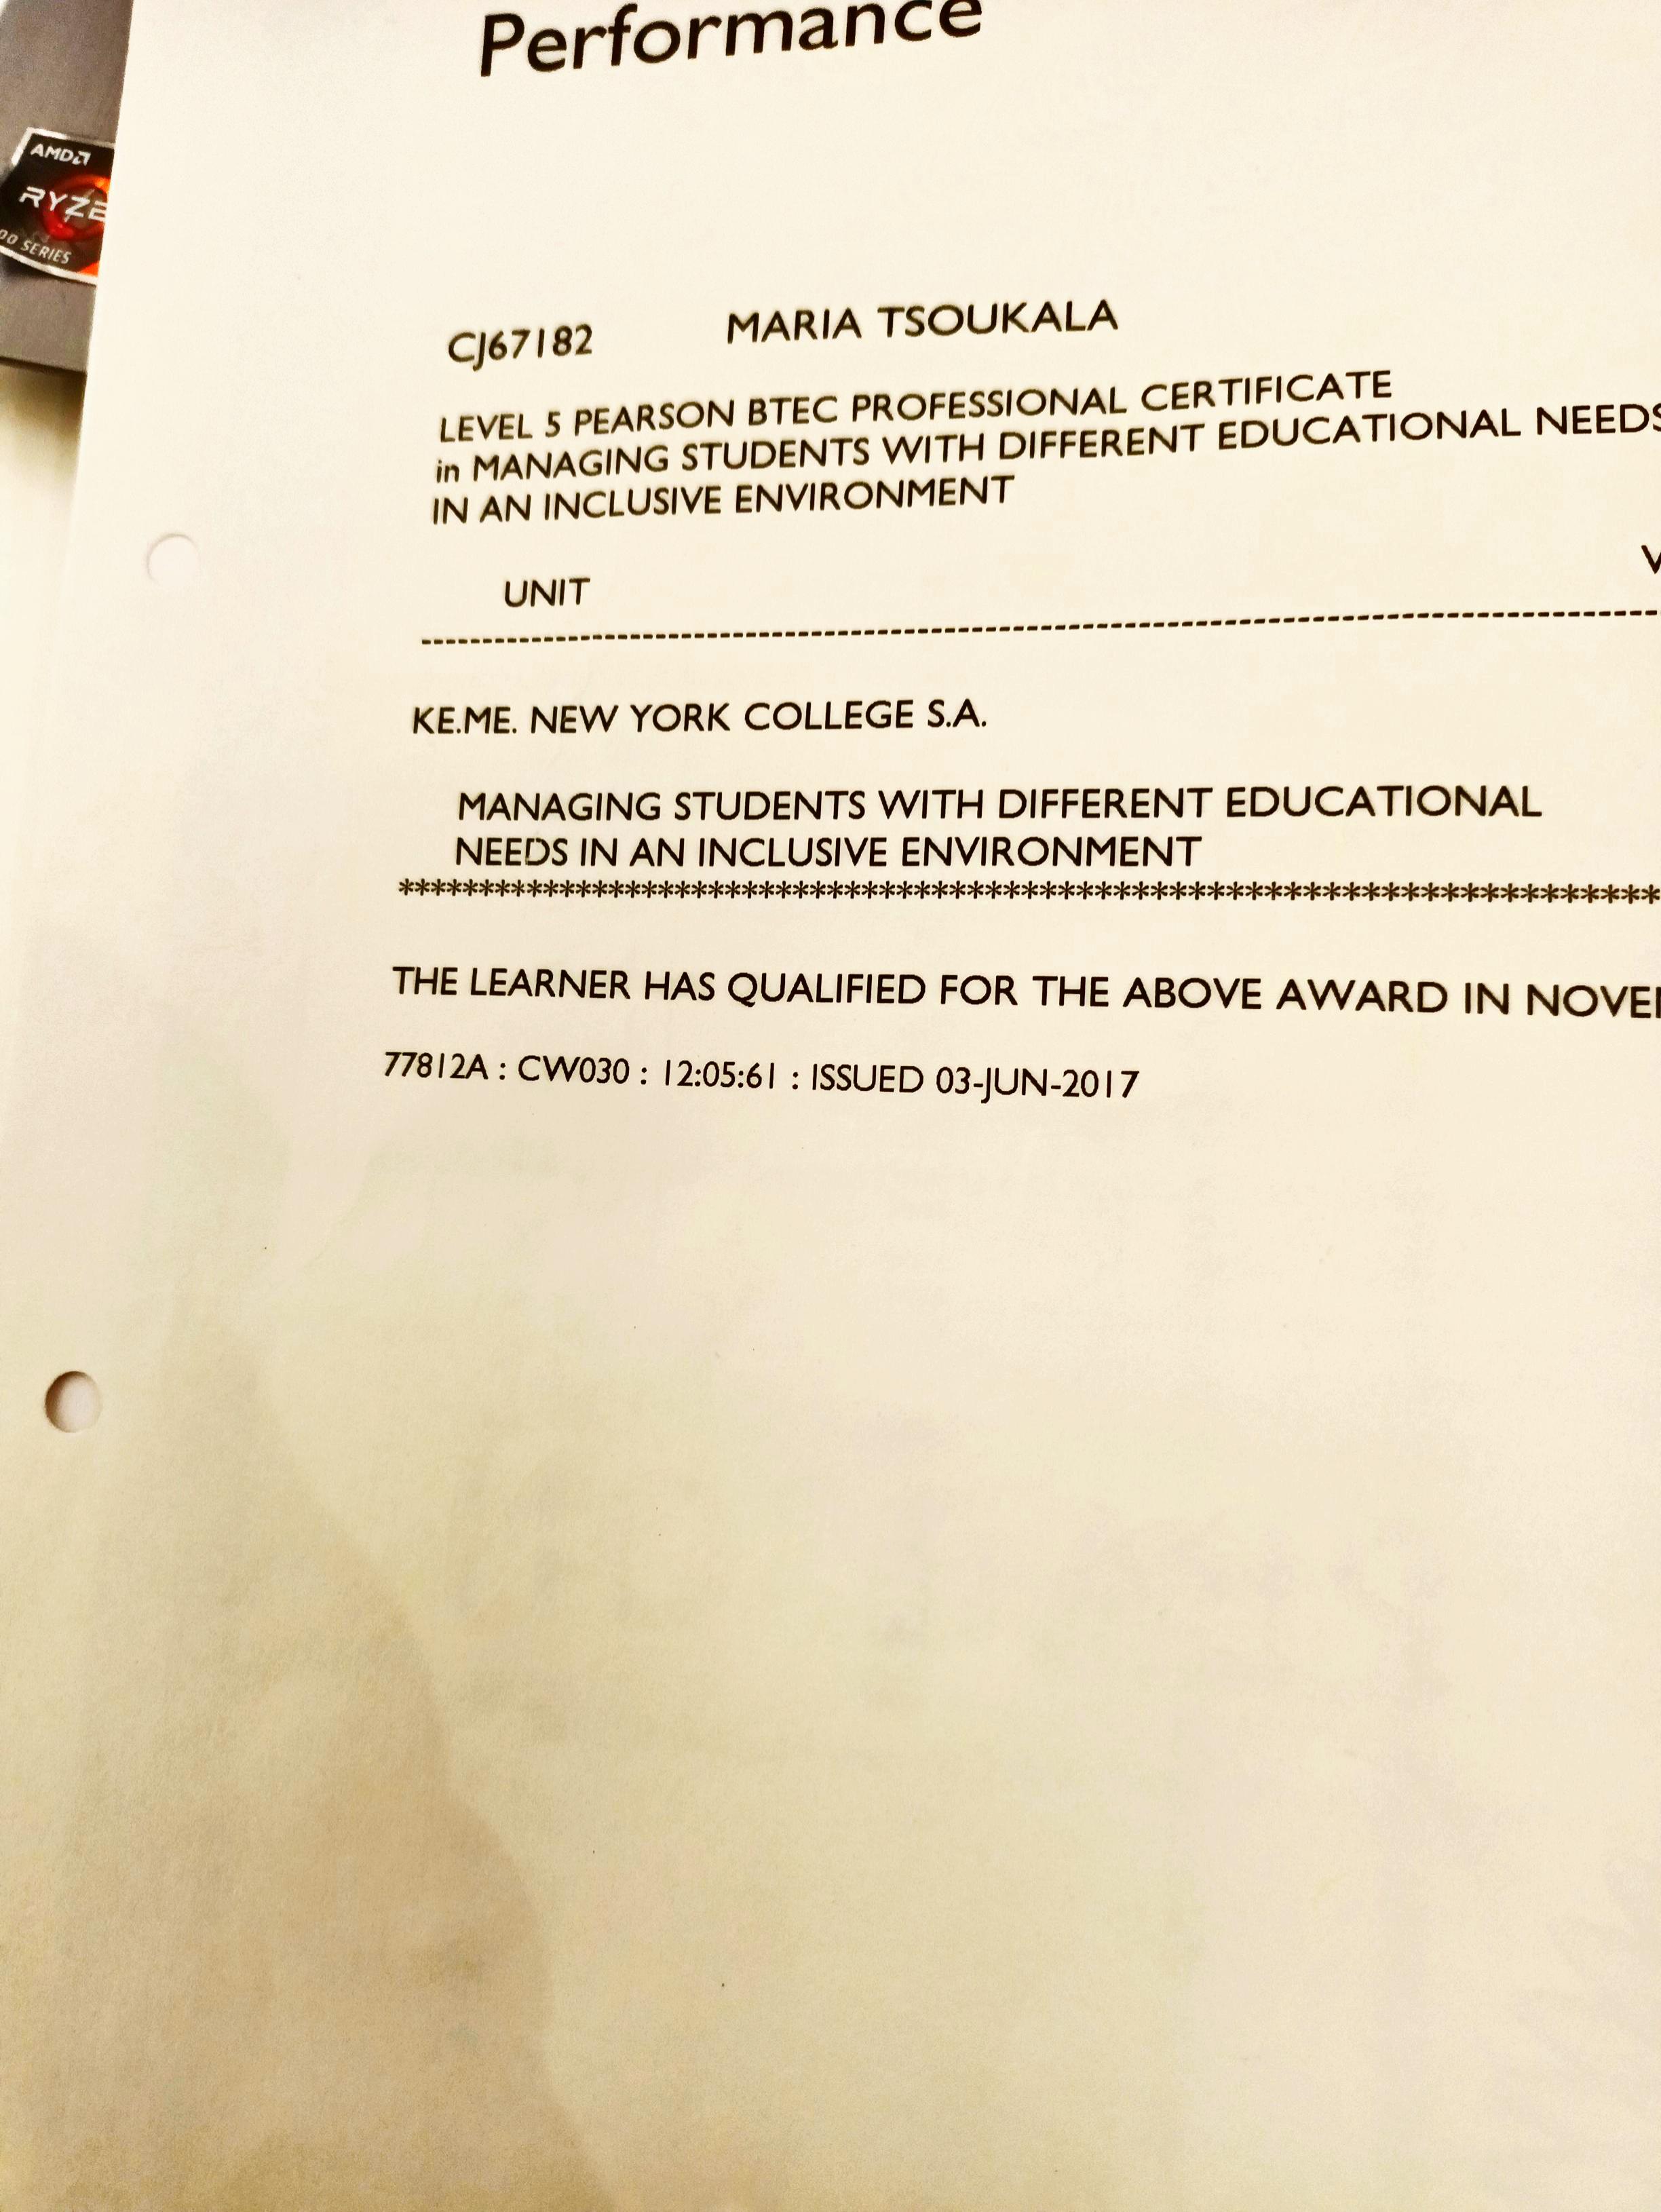 Performance
AMD
RYZE
00 SERIES
CJ67182 MARIA TSOUKALA
LEVEL 5 PEARSON BTEC PROFESSIONAL CERTIFICATE
in MANAGING STUDENTS WITH DIFFERENT EDUCATIONAL NEEDS
IN AN INCLUSIVE ENVIRONMENT
UNIT V
--------------------------------------------------------------------------------
KE.ME. NEW YORK COLLEGE S.A.
MANAGING STUDENTS WITH DIFFERENT EDUCATIONAL
NEEDS IN AN INCLUSIVE ENVIRONMENT
********************************************************************************
THE LEARNER HAS QUALIFIED FOR THE ABOVE AWARD IN NOVE
77812A : CW030 : 12:05:61 : ISSUED 03-JUN-2017